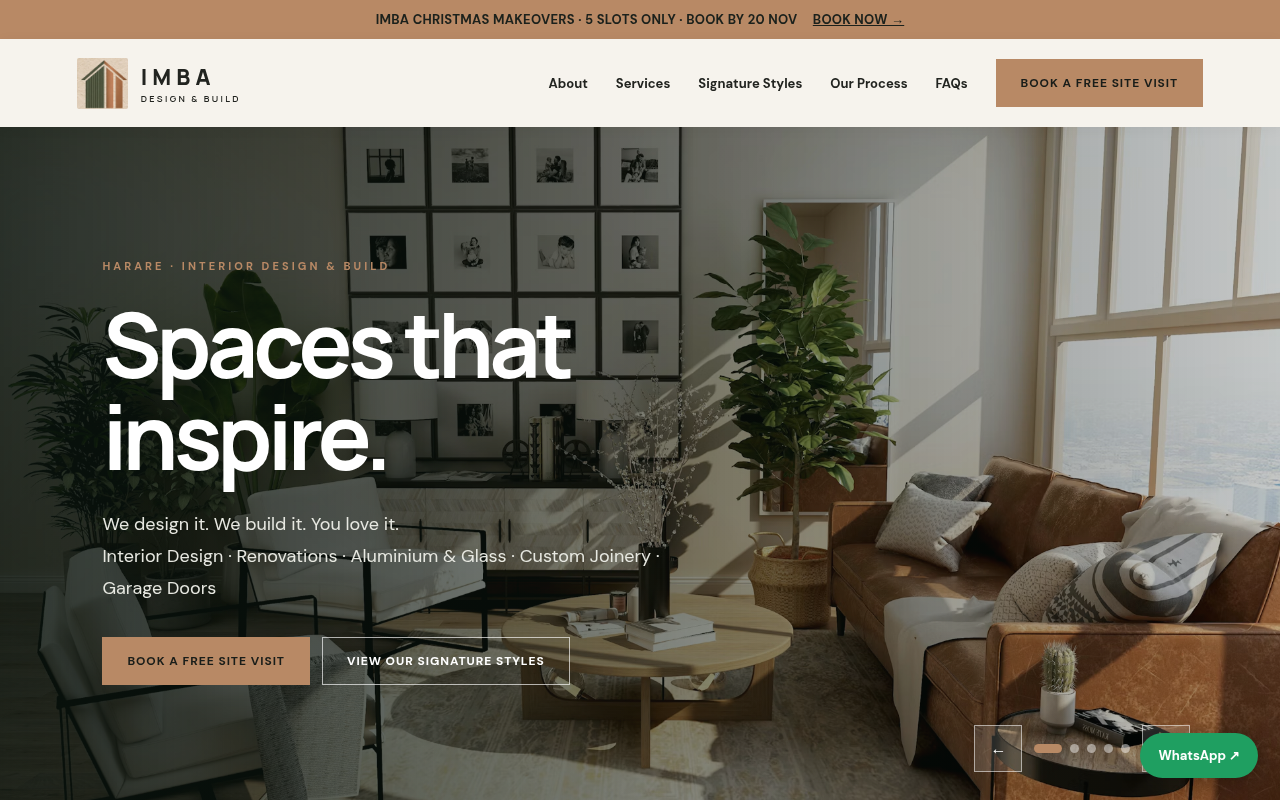 IMBA CHRISTMAS MAKEOVERS · 5 SLOTS ONLY · BOOK BY 20 NOV BOOK NOW →
IMBA
DESIGN & BUILD
About Services Signature Styles Our Process FAQs BOOK A FREE SITE VISIT
HARARE · INTERIOR DESIGN & BUILD
Spaces that
inspire.
We design it. We build it. You love it.
Interior Design · Renovations · Aluminium & Glass · Custom Joinery ·
Garage Doors
BOOK A FREE SITE VISIT VIEW OUR SIGNATURE STYLES
←
WhatsApp ↗